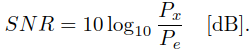 SNR = 10 log₁₀ Pₓ/Pₑ [dB].